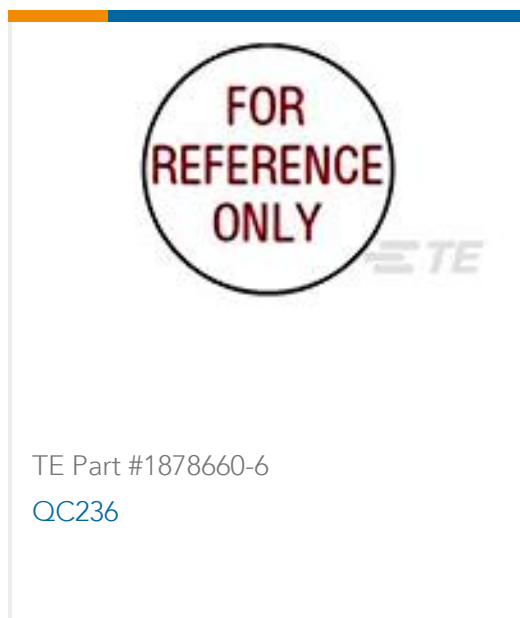 FOR
REFERENCE
ONLY
TE
TE Part #1878660-6
QC236